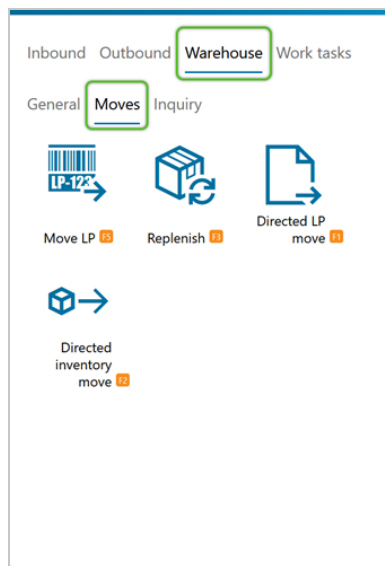 Inbound Outbound Warehouse Work tasks
General Moves Inquiry
LP-123
Move LP F5
Replenish F3
Directed LP
move F1
Directed
inventory
move F2